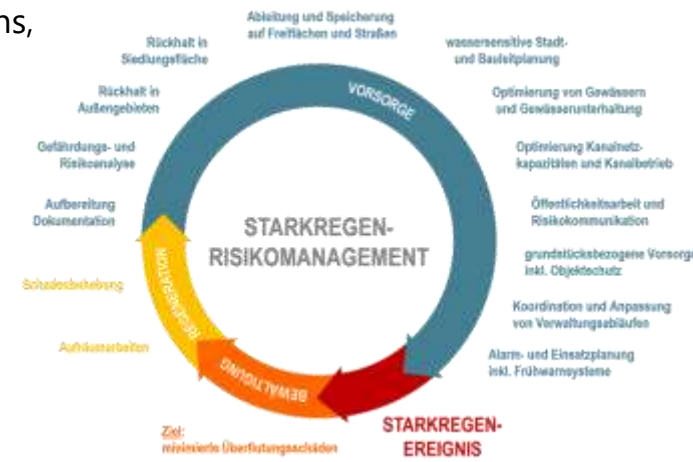 ns,
Ableitung und Speicherung
auf Freiflächen und Straßen
Rückhalt in
Siedlungsfläche
wassersensitive Stadt-
und Bauleitplanung
VORSORGE
Rückhalt in
Außengebieten
Optimierung von Gewässern
und Gewässerunterhaltung
Gefährdungs- und
Risikoanalyse
Optimierung Kanalnetz-
kapazitäten und Kanalbetrieb
Aufbereitung
Dokumentation
Öffentlichkeitsarbeit und
Risikokommunikation
STARKREGEN-
RISIKOMANAGEMENT
grundstücksbezogene Vorsorge
inkl. Objektschutz
REGENERATION
Schadensbehebung
Koordination und Anpassung
von Verwaltungsabläufen
Aufräumarbeiten
Alarm- und Einsatzplanung
inkl. Frühwarnsysteme
BEWÄLTIGUNG
STARKREGEN-
EREIGNIS
Ziel:
minimierte Überflutungsschäden